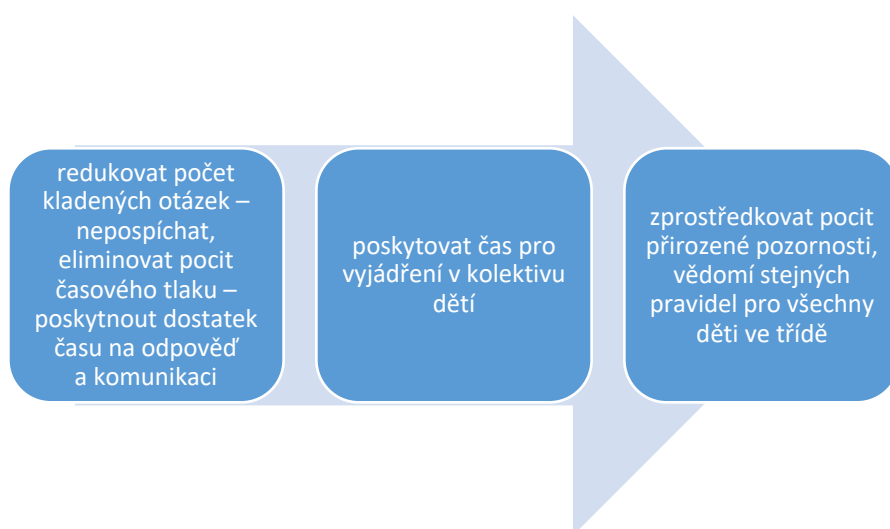 redukovat počet
kladených otázek –
nepospíchat,
eliminovat pocit
časového tlaku –
poskytnout dostatek
času na odpověď
a komunikaci
poskytovat čas pro
vyjádření v kolektivu
dětí
zprostředkovat pocit
přirozené pozornosti,
vědomí stejných
pravidel pro všechny
děti ve třídě